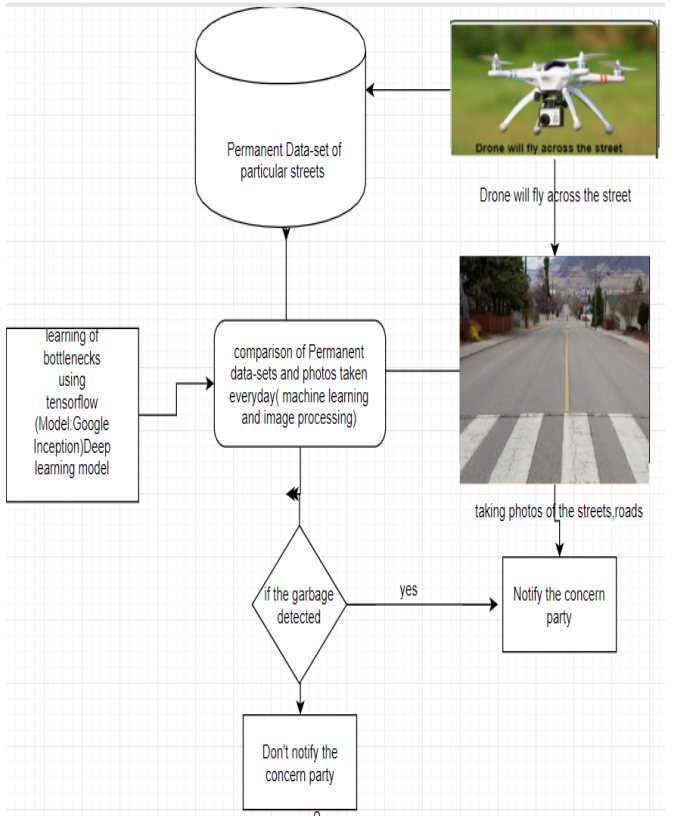 Permanent Data-set of
particular streets
Drone will fly across the street
Drone will fly across the street
learning of
bottlenecks
using
tensorflow
(Model:Google
Inception)Deep
learning model
comparison of Permanent
data-sets and photos taken
everyday( machine learning
and image processing)
taking photos of the streets,roads
if the garbage
detected
yes
Notify the concern
party
Don't notify the
concern party